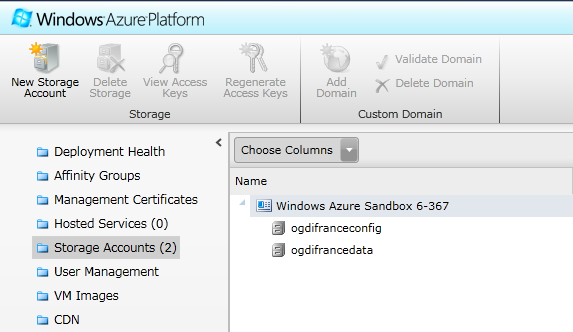 Windows Azure Platform
New Storage Account
Delete Storage
View Access Keys
Regenerate Access Keys
Add Domain
Validate Domain
Delete Domain
Storage
Custom Domain
Deployment Health
Affinity Groups
Management Certificates
Hosted Services (0)
Storage Accounts (2)
User Management
VM Images
CDN
Choose Columns
Name
Windows Azure Sandbox 6-367
ogdifranceconfig
ogdifrancedata